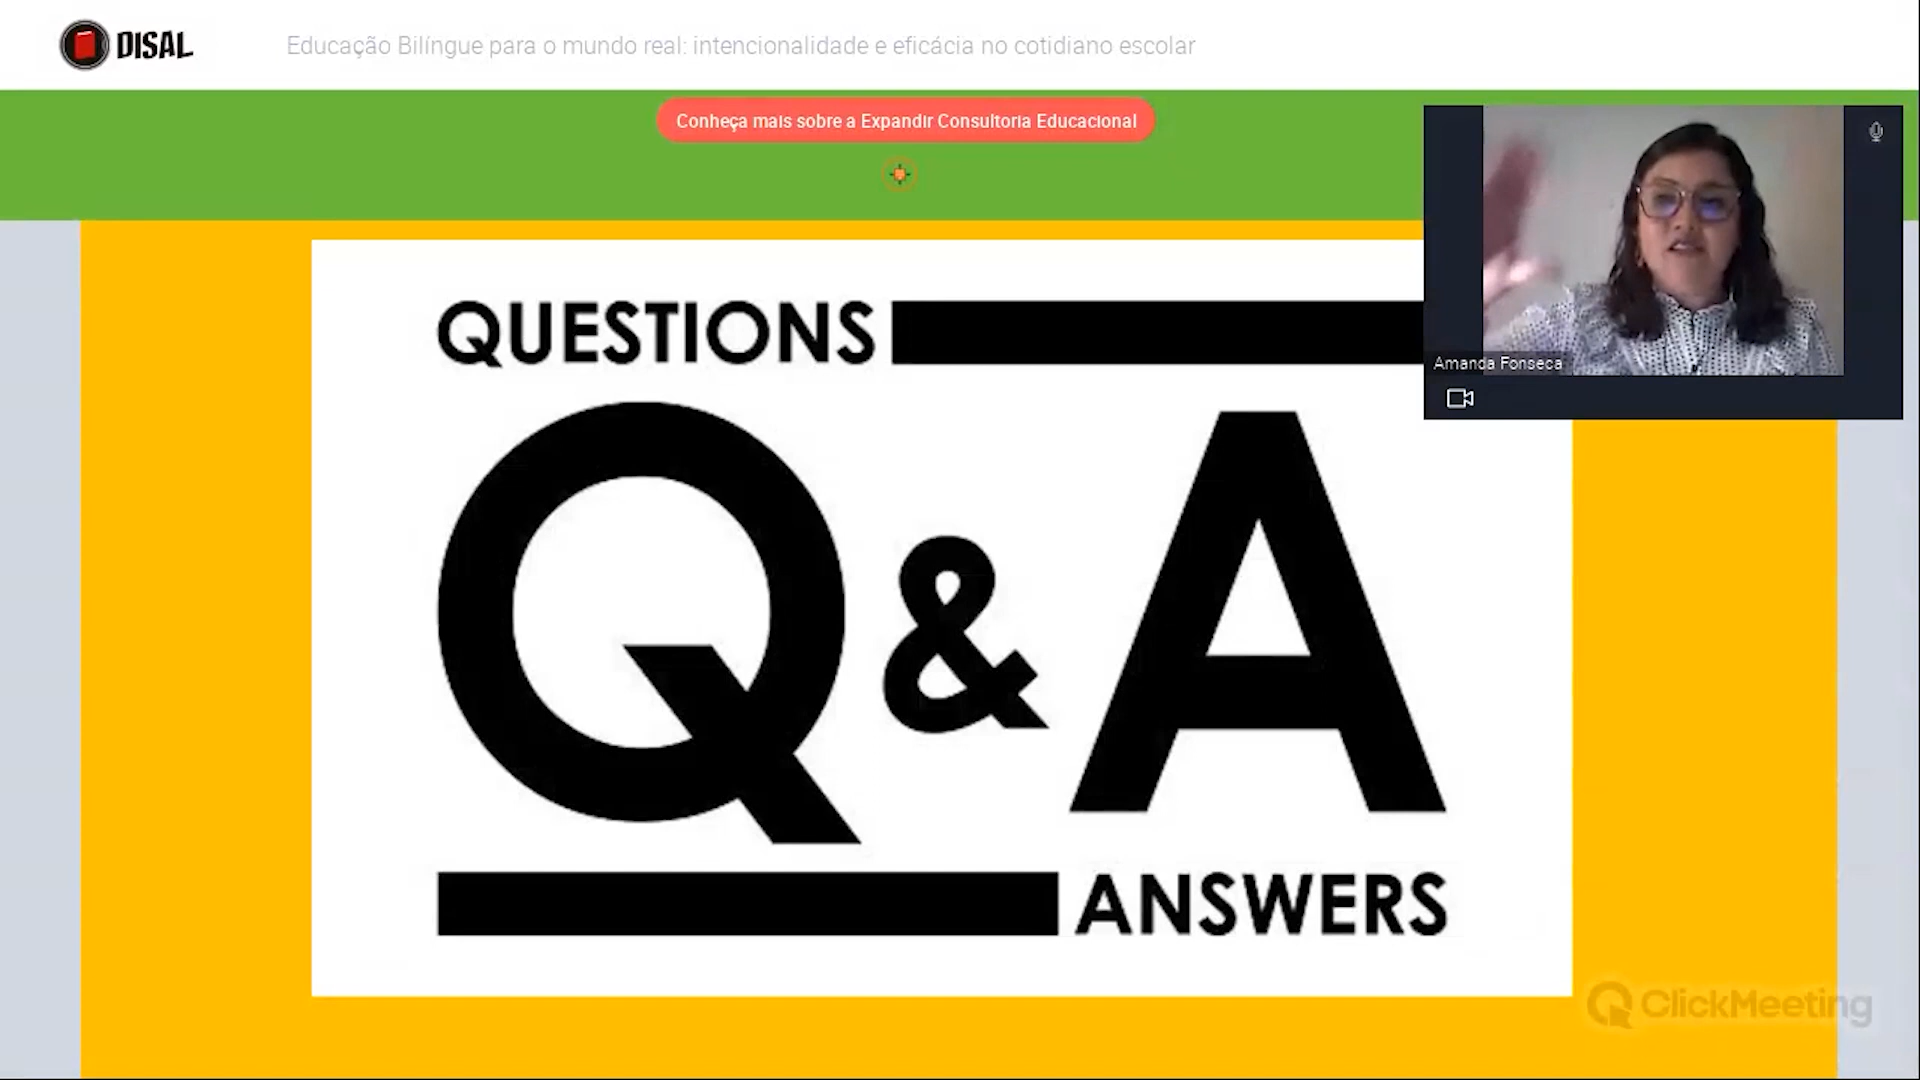 DISAL
Educação Bilíngue para o mundo real: intencionalidade e eficácia no cotidiano escolar
Conheça mais sobre a Expandir Consultoria Educacional
Amanda Fonseca
QUESTIONS
Q & A
ANSWERS
ClickMeeting